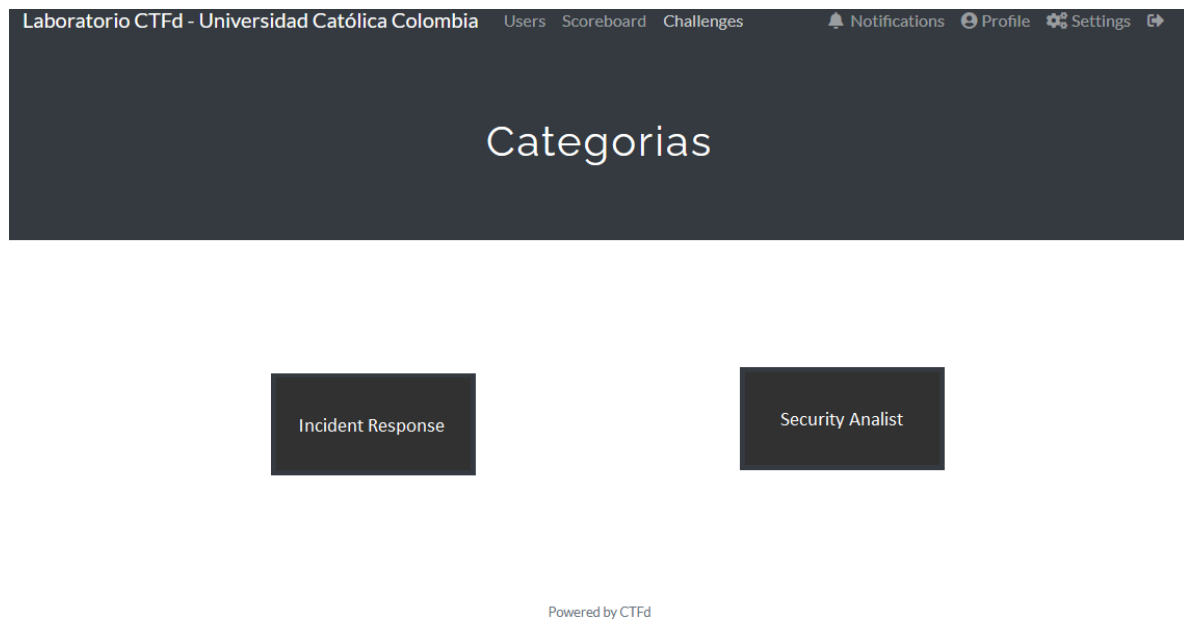 Laboratorio CTFd - Universidad Católica Colombia Users Scoreboard Challenges Notifications Profile Settings
Categorias
Incident Response
Security Analist
Powered by CTFd